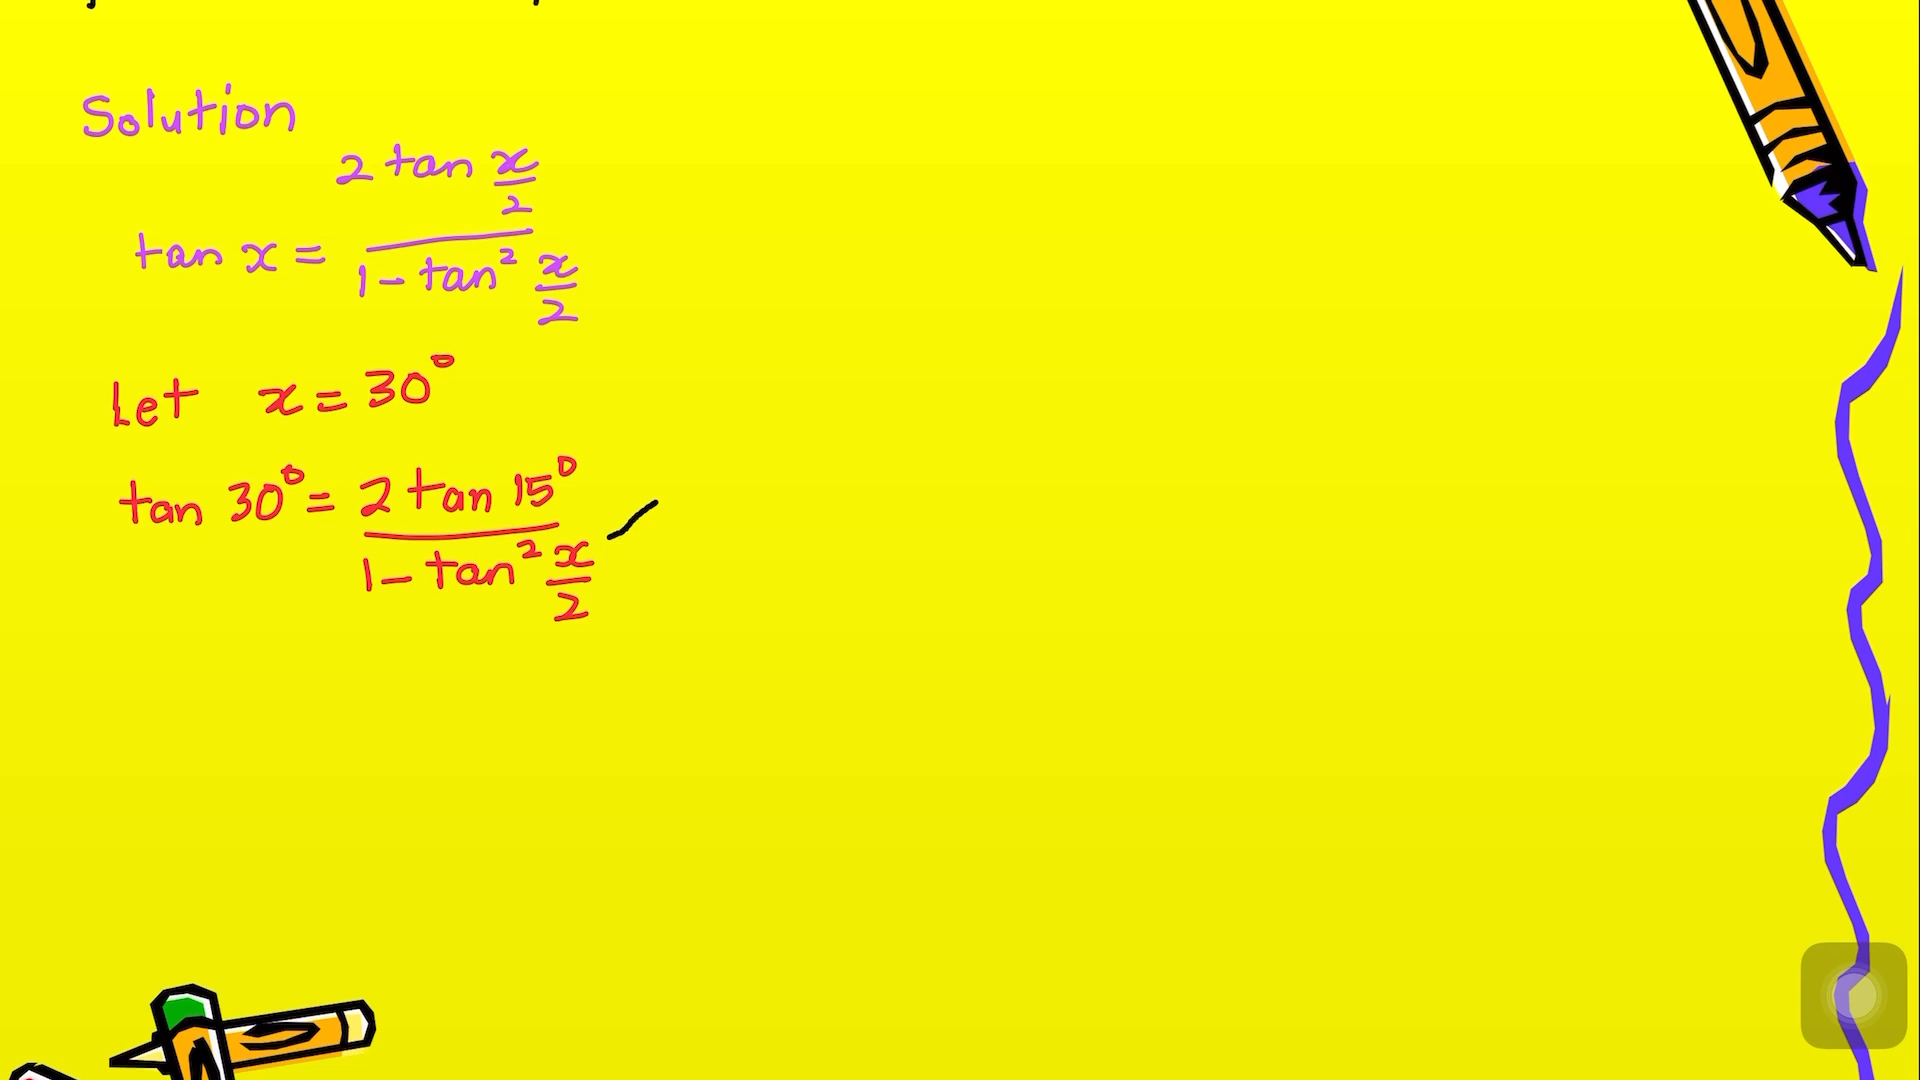 Solution
tan x = 2 tan x/2 / 1 - tan² x/2
Let x = 30°
tan 30° = 2 tan 15° / 1 - tan² x/2